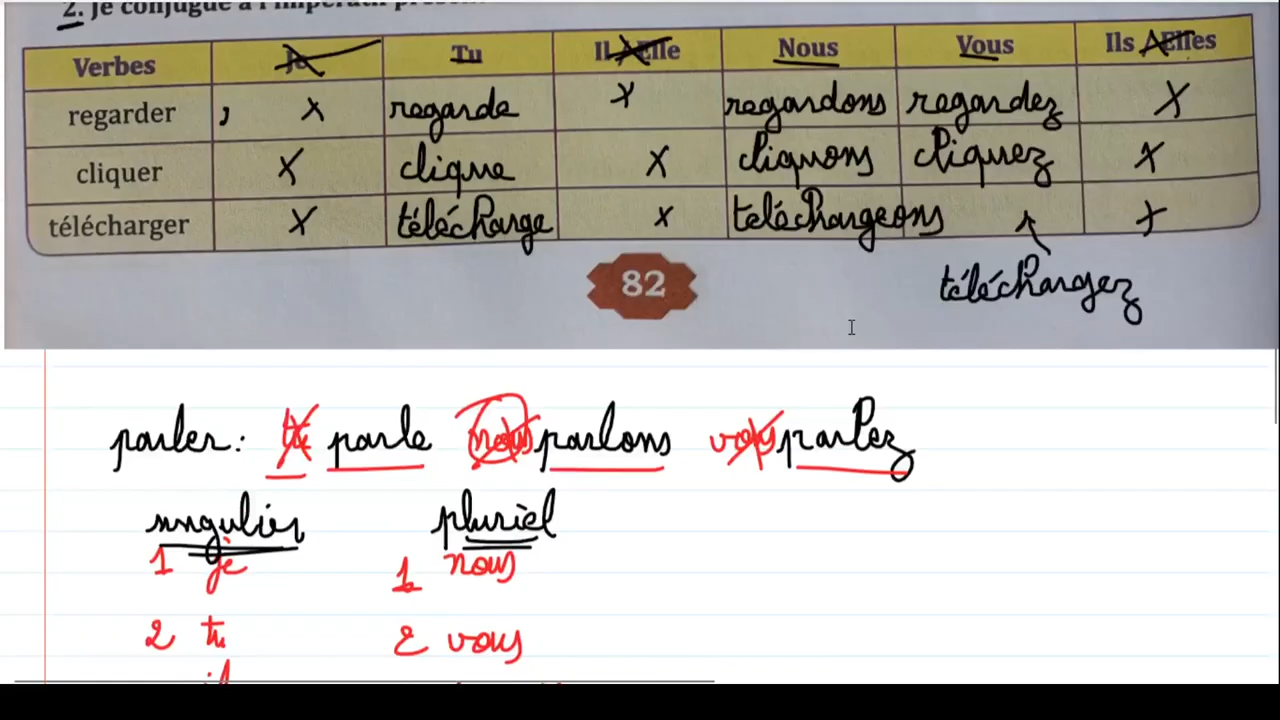 2. Je conjugue à l'impératif présent
Verbes Je Tu Il / Elle Nous Vous Ils / Elles
regarder , x regarde x regardons regardez x
cliquer x clique x cliquons cliquez x
télécharger x télécharge x téléchargeons x
téléchargez
82
parler: tu parle nous parlons vous parlez
singulier pluriel
1 je 1 nous
2 tu 2 vous
il